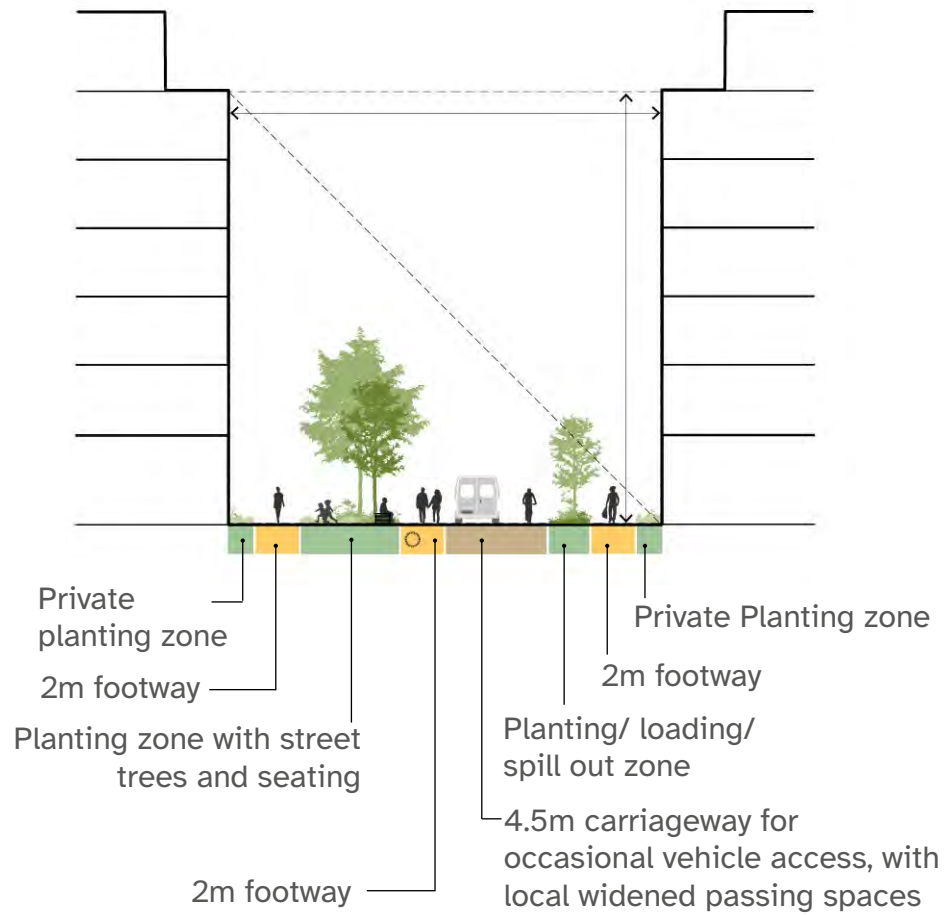 Private
planting zone
2m footway
Planting zone with street
trees and seating
2m footway
Private Planting zone
2m footway
Planting/ loading/
spill out zone
4.5m carriageway for
occasional vehicle access, with
local widened passing spaces